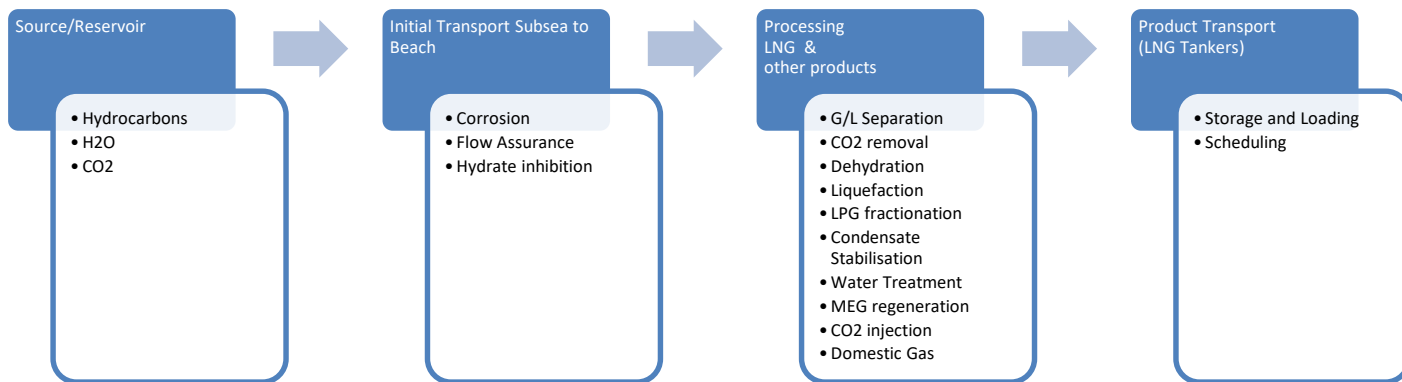 Source/Reservoir
• Hydrocarbons
• H2O
• CO2
Initial Transport Subsea to
Beach
• Corrosion
• Flow Assurance
• Hydrate inhibition
Processing
LNG &
other products
• G/L Separation
• CO2 removal
• Dehydration
• Liquefaction
• LPG fractionation
• Condensate
Stabilisation
• Water Treatment
• MEG regeneration
• CO2 injection
• Domestic Gas
Product Transport
(LNG Tankers)
• Storage and Loading
• Scheduling